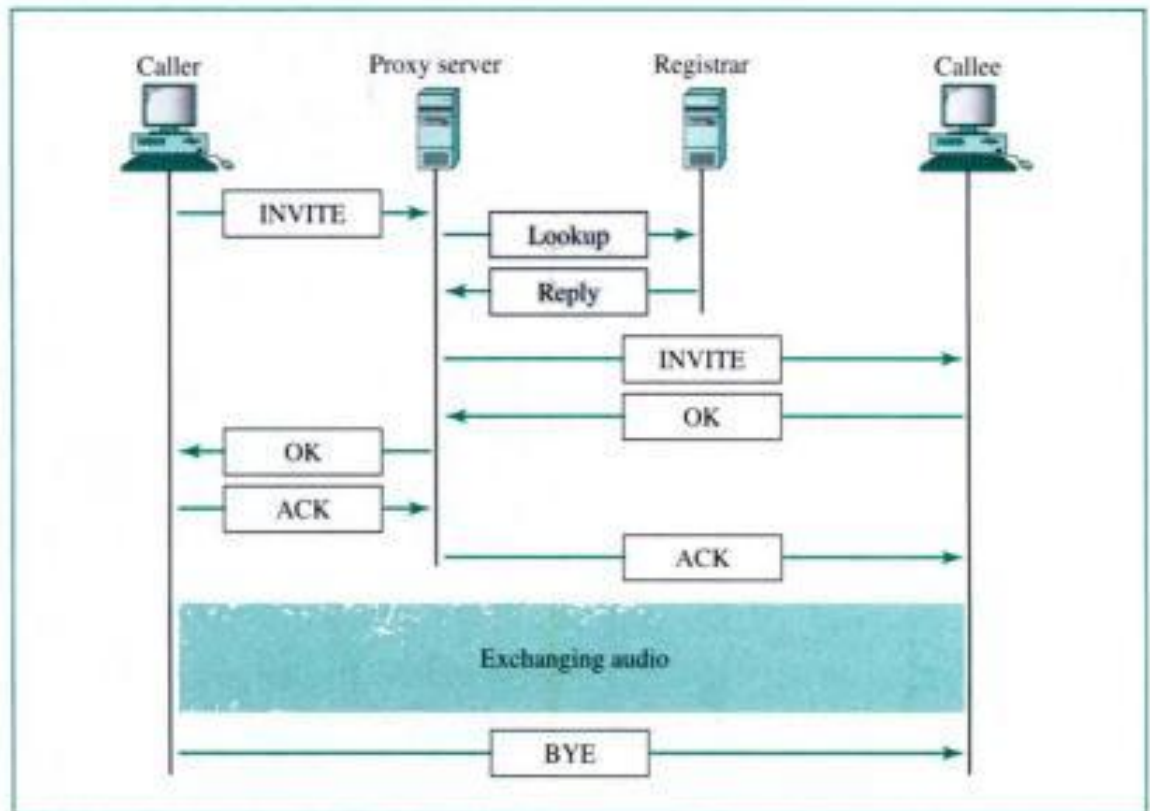 Caller
Proxy server
Registrar
Callee
INVITE
Lookup
Reply
INVITE
OK
OK
ACK
ACK
Exchanging audio
BYE